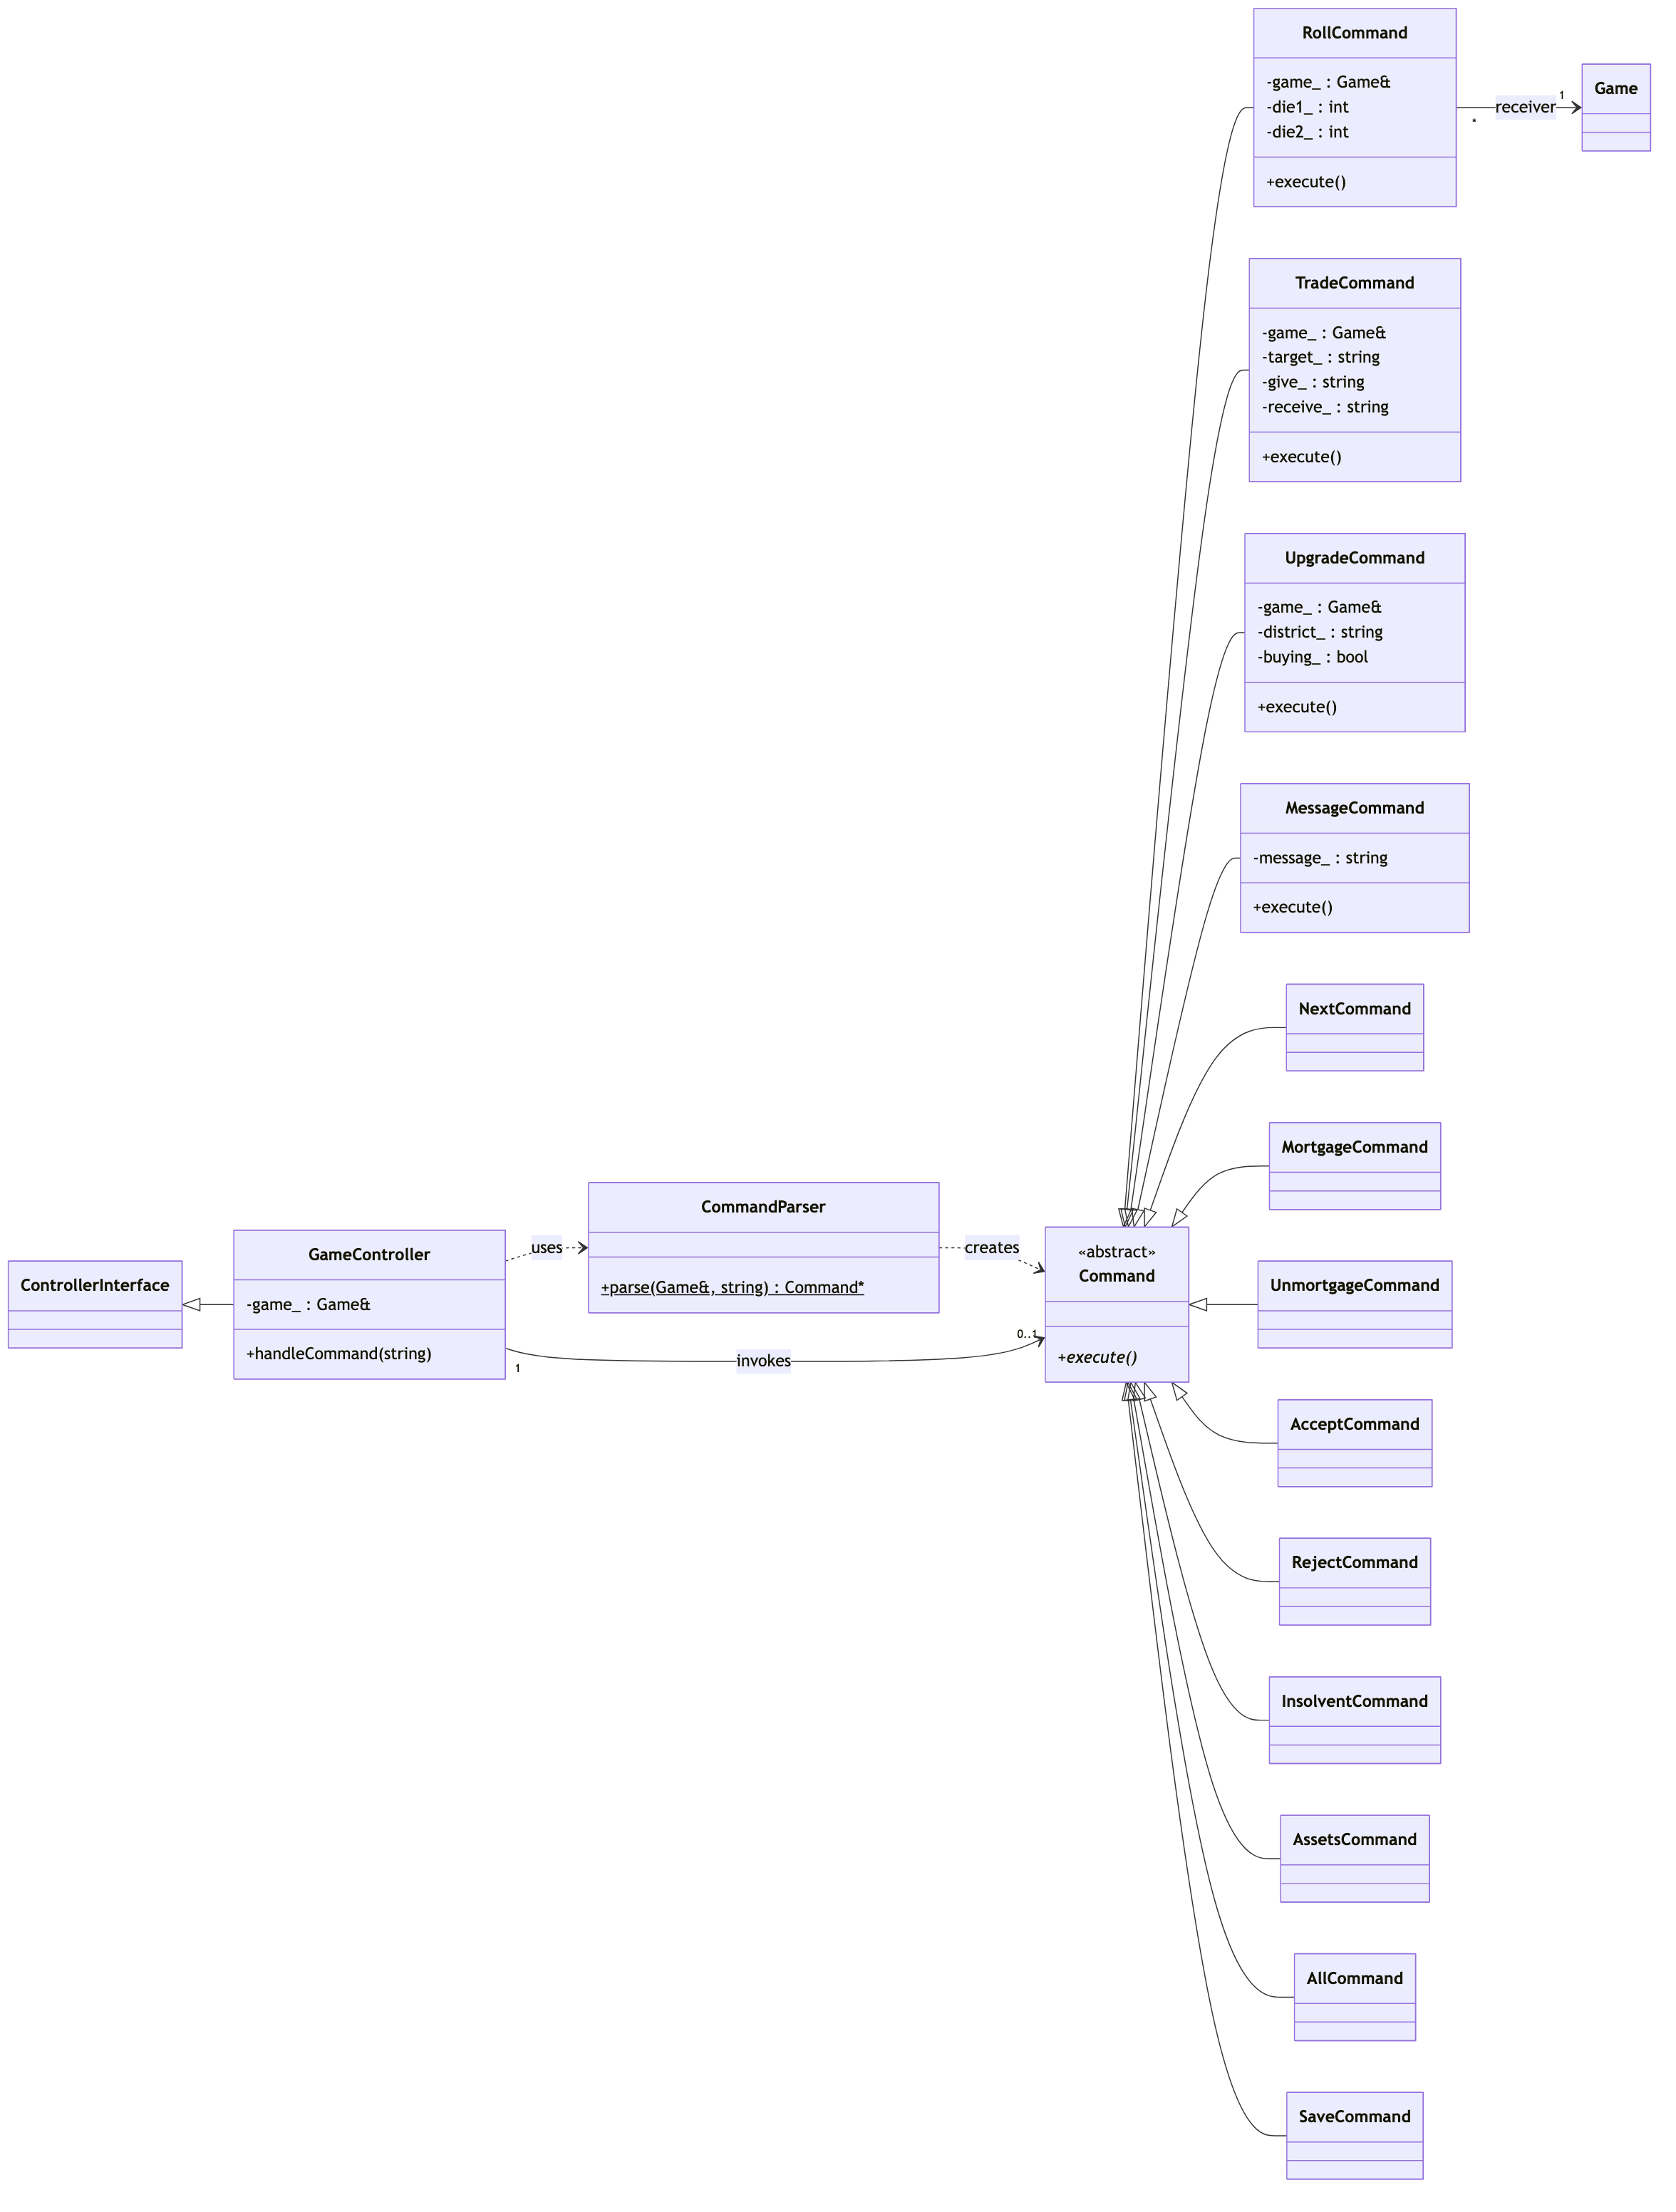 RollCommand
-game_ : Game&
-die1_ : int
-die2_ : int
+execute()
receiver
1
*
Game
TradeCommand
-game_ : Game&
-target_ : string
-give_ : string
-receive_ : string
+execute()
UpgradeCommand
-game_ : Game&
-district_ : string
-buying_ : bool
+execute()
MessageCommand
-message_ : string
+execute()
NextCommand
MortgageCommand
ControllerInterface
GameController
-game_ : Game&
+handleCommand(string)
uses
CommandParser
+parse(Game&, string) : Command*
creates
1
invokes
0..1
«abstract»
Command
+execute()
UnmortgageCommand
AcceptCommand
RejectCommand
InsolventCommand
AssetsCommand
AllCommand
SaveCommand